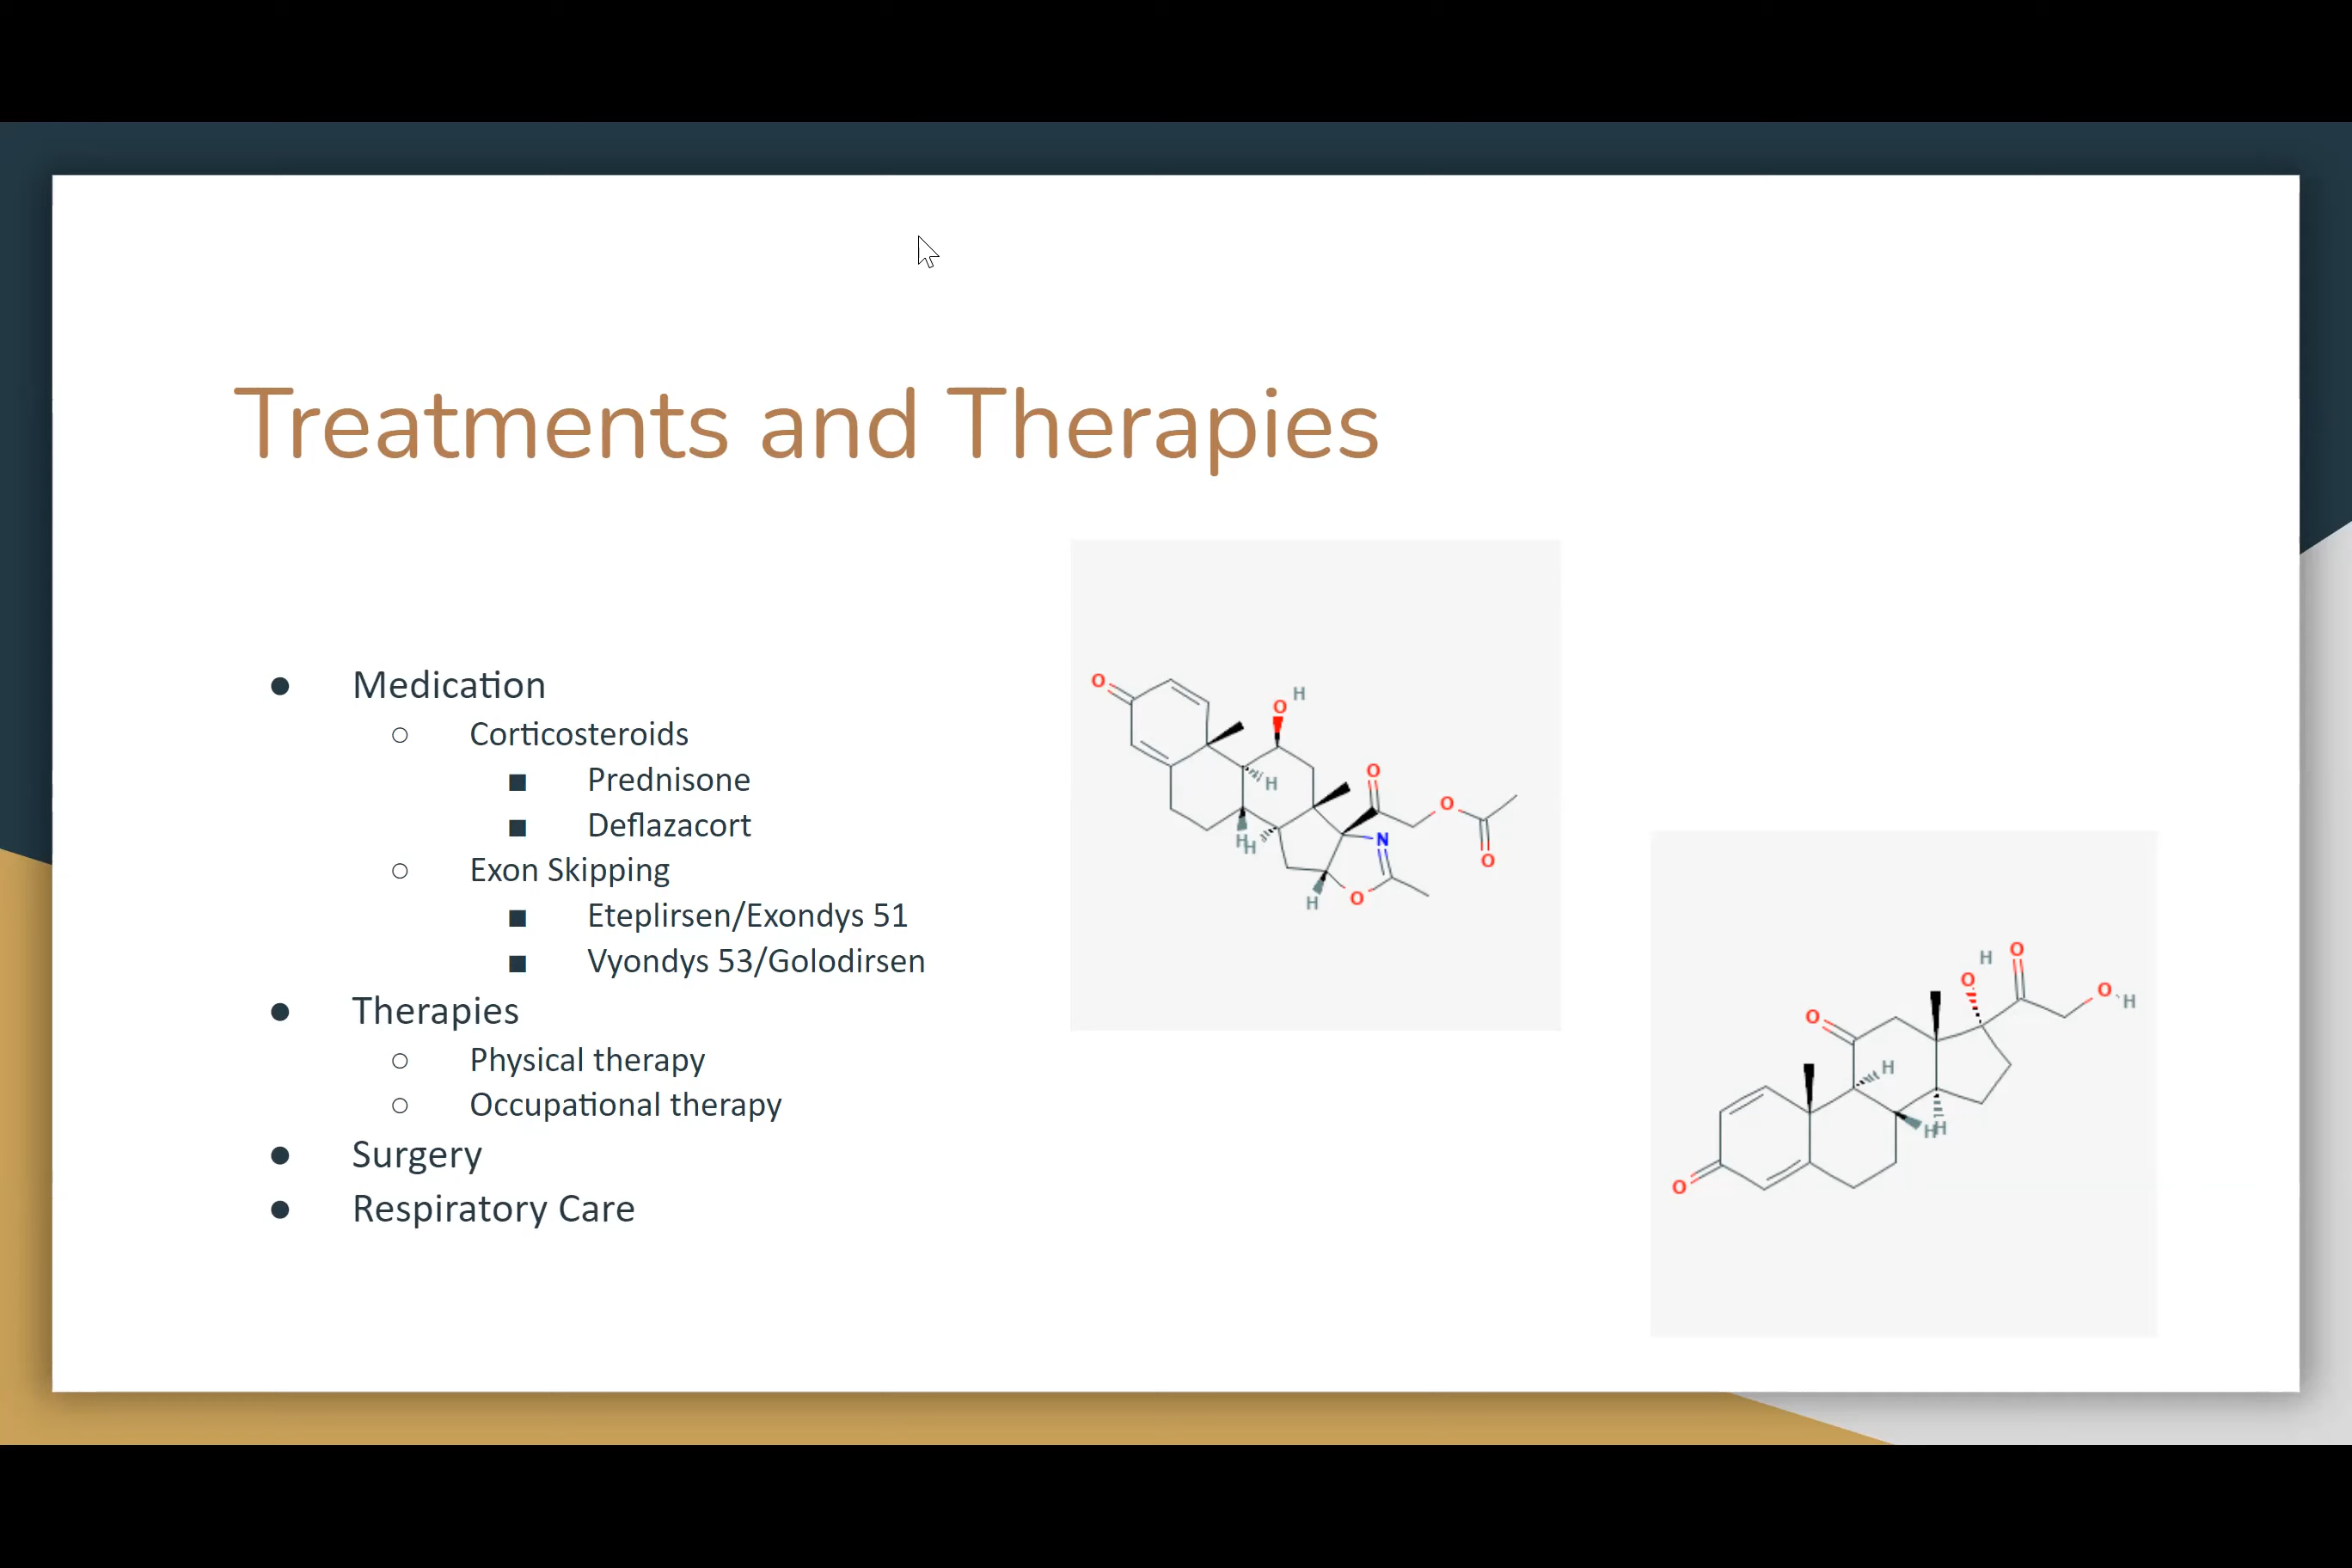 Treatments and Therapies
● Medication
○ Corticosteroids
■ Prednisone
■ Deflazacort
○ Exon Skipping
■ Eteplirsen/Exondys 51
■ Vyondys 53/Golodirsen
● Therapies
○ Physical therapy
○ Occupational therapy
● Surgery
● Respiratory Care
O
H
O
H
O
O
N
H
H
O
H
O
H
O
O
O
H
O
H
H
H
O